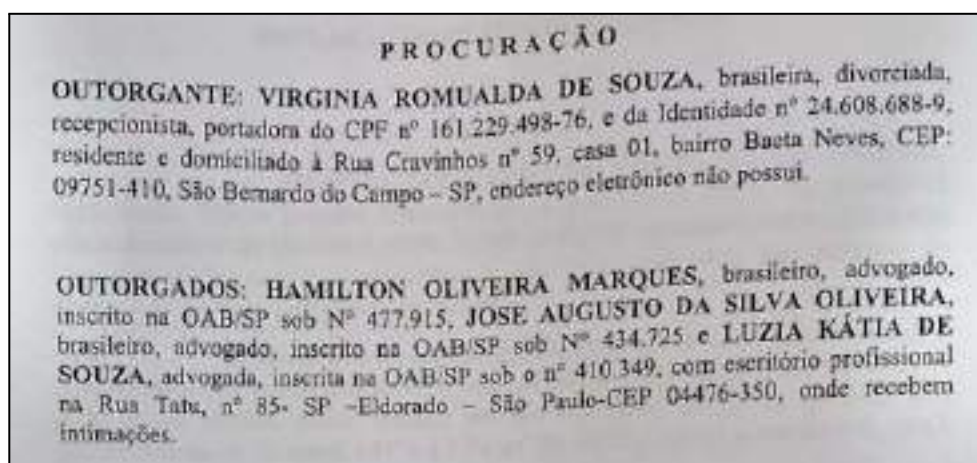 PROCURAÇÃO
OUTORGANTE: VIRGINIA ROMUALDA DE SOUZA, brasileira, divorciada,
recepcionista, portadora do CPF nº 161.229.498-76, e da Identidade nº 24.608.688-9,
residente e domiciliado à Rua Cravinhos nº 59, casa 01, bairro Baeta Neves, CEP:
09751-410, São Bernardo do Campo – SP, endereço eletrônico não possui.
OUTORGADOS: HAMILTON OLIVEIRA MARQUES, brasileiro, advogado,
inscrito na OAB/SP sob Nº 477.915, JOSE AUGUSTO DA SILVA OLIVEIRA,
brasileiro, advogado, inscrito na OAB/SP sob Nº 434.725 e LUZIA KÁTIA DE
SOUZA, advogada, inscrita na OAB/SP sob o nº 410.349, com escritório profissional
na Rua Tatu, nº 85- SP –Eldorado – São Paulo-CEP 04476-350, onde recebem
intimações.